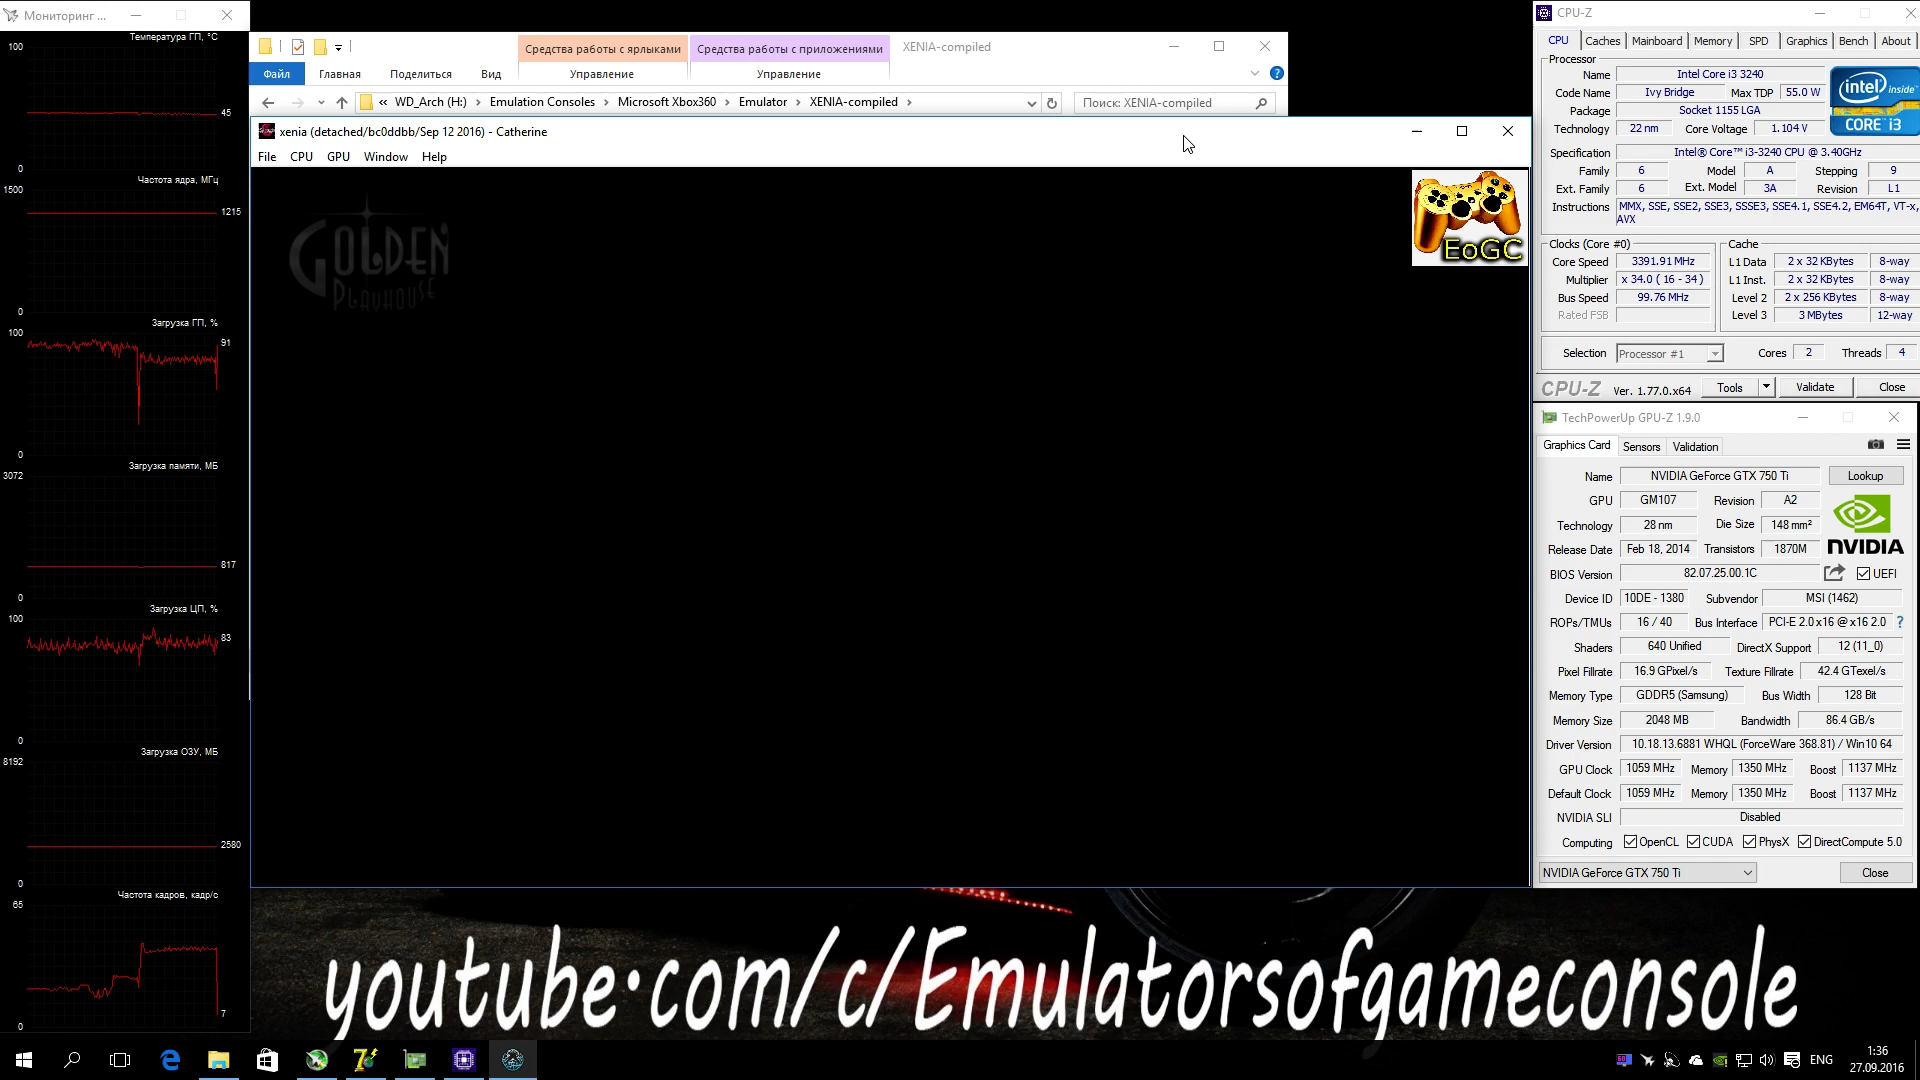 Мониторинг ...
Температура ГП, °C
100
45
0
Частота ядра, МГц
1500
1215
0
Загрузка ГП, %
100
91
0
Загрузка памяти, МБ
3072
817
0
Загрузка ЦП, %
100
83
0
Загрузка ОЗУ, МБ
8192
2580
0
Частота кадров, кадр/с
65
7
0
Средства работы с ярлыками
Средства работы с приложениями
XENIA-compiled
Файл
Главная
Поделиться
Вид
Управление
Управление
« WD_Arch (H:) › Emulation Consoles › Microsoft Xbox360 › Emulator › XENIA-compiled ›
Поиск: XENIA-compiled
xenia (detached/bc0ddbb/Sep 12 2016) - Catherine
File CPU GPU Window Help
GOLDEN
PLAYHOUSE
EoGC
CPU-Z
CPU Caches Mainboard Memory SPD Graphics Bench About
Processor
Name Intel Core i3 3240
Code Name Ivy Bridge Max TDP 55.0 W
Package Socket 1155 LGA
Technology 22 nm Core Voltage 1.104 V
intel inside™
CORE i3
Specification Intel® Core™ i3-3240 CPU @ 3.40GHz
Family 6 Model A Stepping 9
Ext. Family 6 Ext. Model 3A Revision L1
Instructions MMX, SSE, SSE2, SSE3, SSSE3, SSE4.1, SSE4.2, EM64T, VT-x,
AVX
Clocks (Core #0)
Core Speed 3391.91 MHz
Multiplier x 34.0 ( 16 - 34 )
Bus Speed 99.76 MHz
Rated FSB
Cache
L1 Data 2 x 32 KBytes 8-way
L1 Inst. 2 x 32 KBytes 8-way
Level 2 2 x 256 KBytes 8-way
Level 3 3 MBytes 12-way
Selection Processor #1 Cores 2 Threads 4
CPU-Z Ver. 1.77.0.x64 Tools Validate Close
TechPowerUp GPU-Z 1.9.0
Graphics Card Sensors Validation
Name NVIDIA GeForce GTX 750 Ti Lookup
GPU GM107 Revision A2
Technology 28 nm Die Size 148 mm²
Release Date Feb 18, 2014 Transistors 1870M
NVIDIA
BIOS Version 82.07.25.00.1C UEFI
Device ID 10DE - 1380 Subvendor MSI (1462)
ROPs/TMUs 16 / 40 Bus Interface PCI-E 2.0 x16 @ x16 2.0 ?
Shaders 640 Unified DirectX Support 12 (11_0)
Pixel Fillrate 16.9 GPixel/s Texture Fillrate 42.4 GTexel/s
Memory Type GDDR5 (Samsung) Bus Width 128 Bit
Memory Size 2048 MB Bandwidth 86.4 GB/s
Driver Version 10.18.13.6881 WHQL (ForceWare 368.81) / Win10 64
GPU Clock 1059 MHz Memory 1350 MHz Boost 1137 MHz
Default Clock 1059 MHz Memory 1350 MHz Boost 1137 MHz
NVIDIA SLI Disabled
Computing OpenCL CUDA PhysX DirectCompute 5.0
NVIDIA GeForce GTX 750 Ti Close
youtube.com/c/Emulatorsofgameconsole
ENG
1:36
27.09.2016